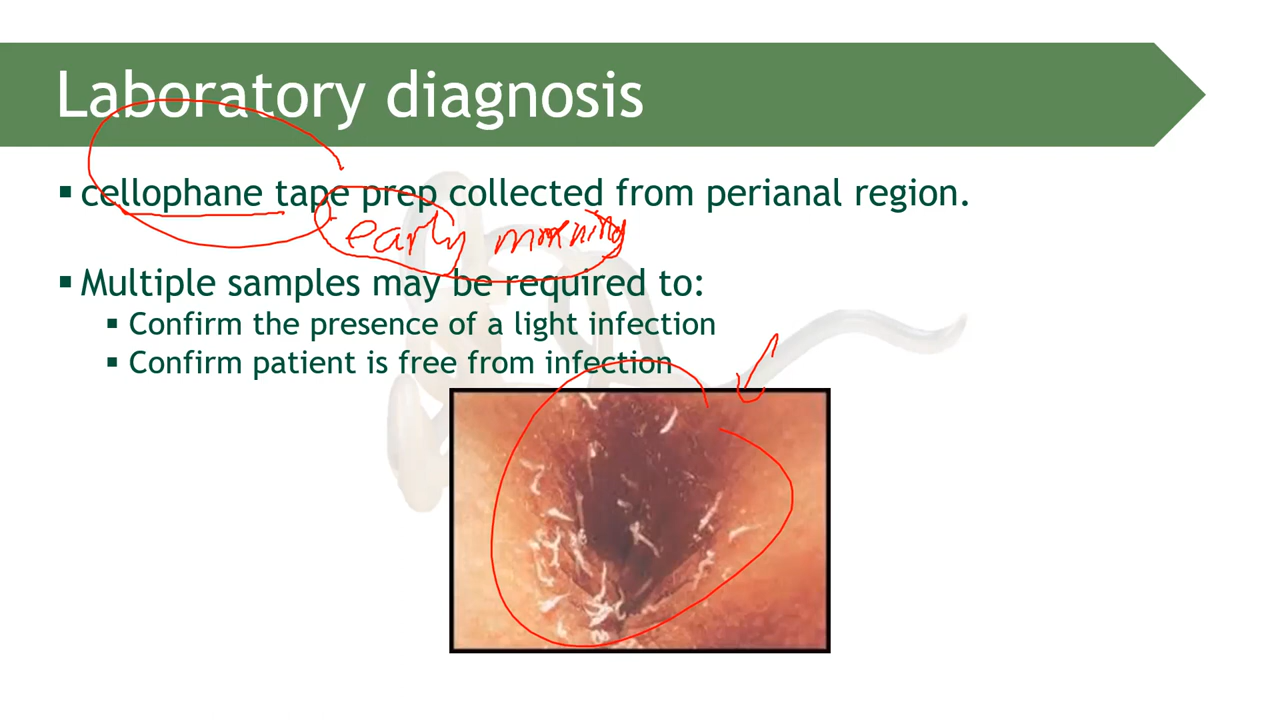 Laboratory diagnosis
▪ cellophane tape prep collected from perianal region.
early morning
▪ Multiple samples may be required to:
▪ Confirm the presence of a light infection
▪ Confirm patient is free from infection